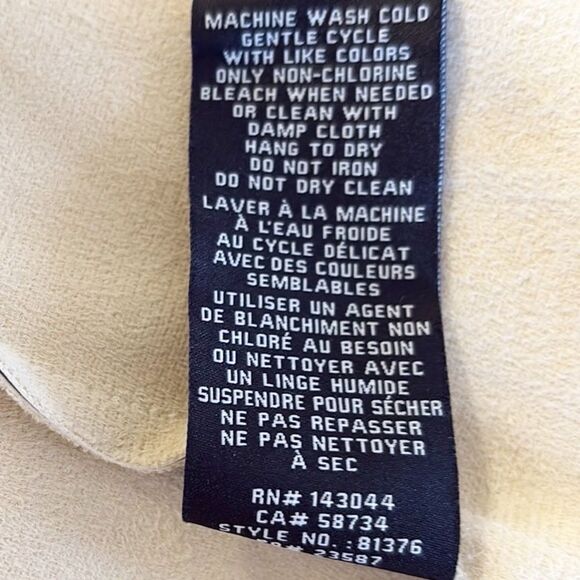 MACHINE WASH COLD
GENTLE CYCLE
WITH LIKE COLORS
ONLY NON-CHLORINE
BLEACH WHEN NEEDED
OR CLEAN WITH
DAMP CLOTH
HANG TO DRY
DO NOT IRON
DO NOT DRY CLEAN
LAVER À LA MACHINE
À L'EAU FROIDE
AU CYCLE DÉLICAT
AVEC DES COULEURS
SEMBLABLES
UTILISER UN AGENT
DE BLANCHIMENT NON
CHLORÉ AU BESOIN
OU NETTOYER AVEC
UN LINGE HUMIDE
SUSPENDRE POUR SÉCHER
NE PAS REPASSER
NE PAS NETTOYER
À SEC
RN# 143044
CA# 58734
STYLE NO. :81376
23587